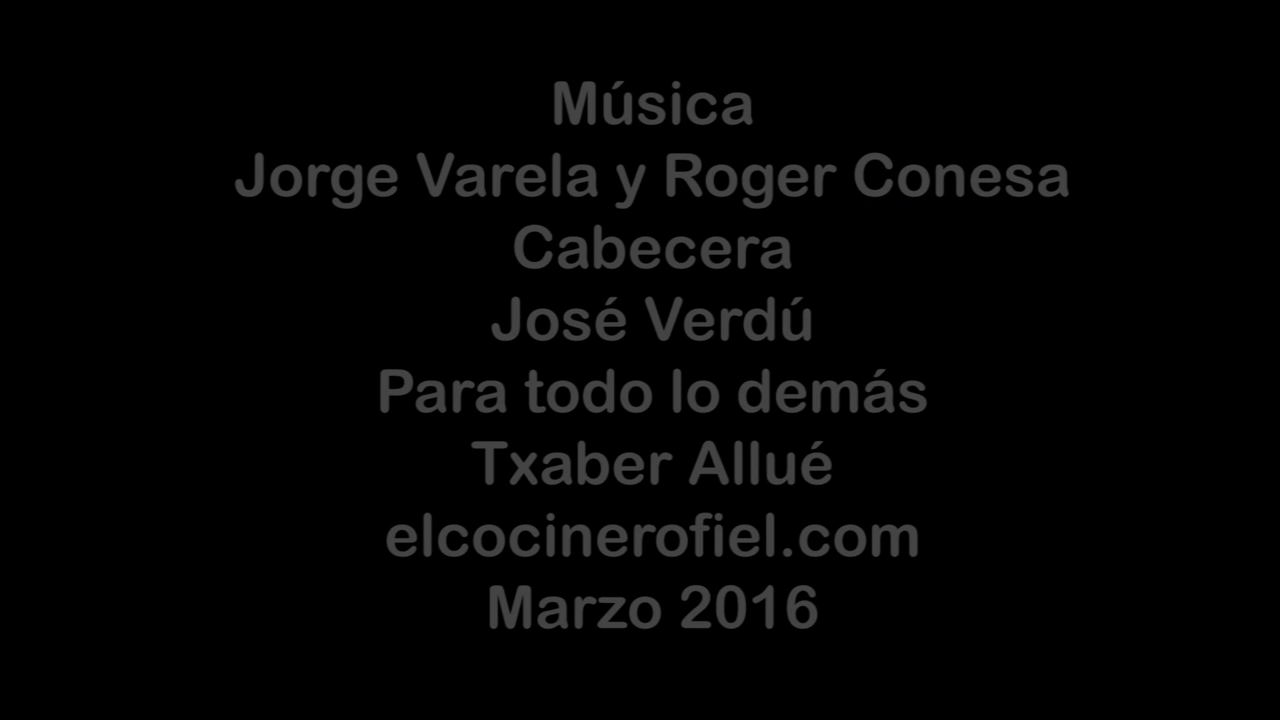 Música
Jorge Varela y Roger Conesa
Cabecera
José Verdú
Para todo lo demás
Txaber Allué
elcocinerofiel.com
Marzo 2016